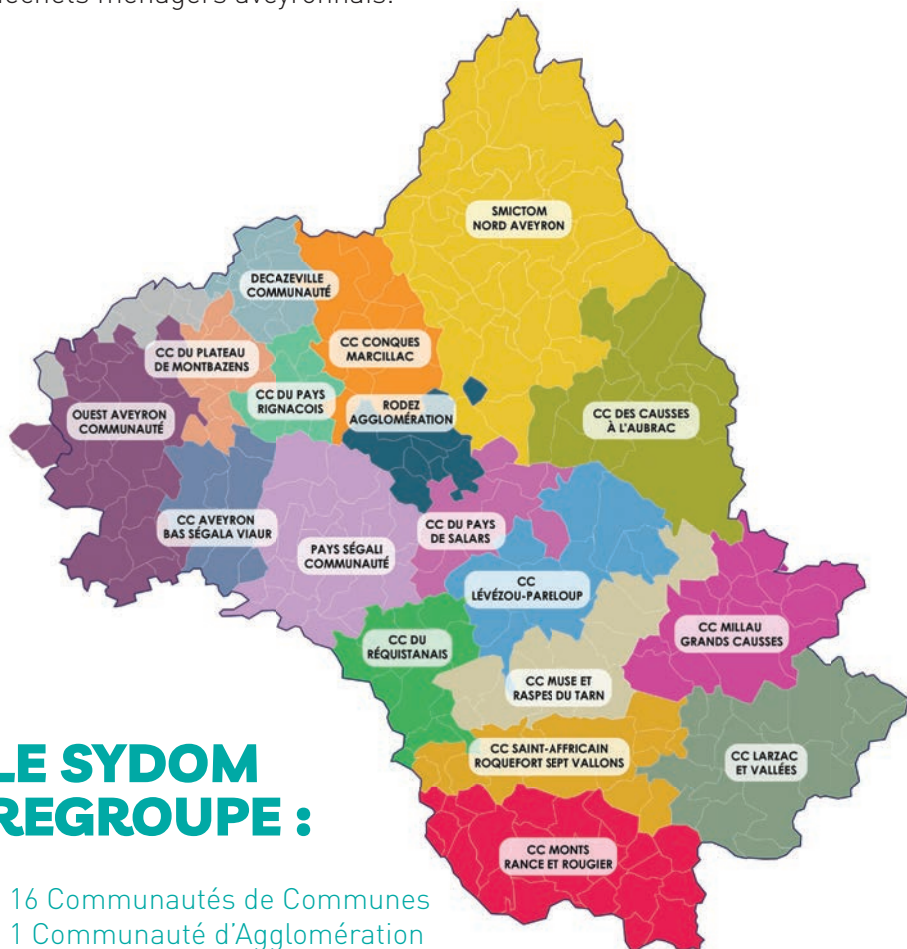 déchets ménagers aveyronnais.
SMICTOM
NORD AVEYRON
DECAZEVILLE
COMMUNAUTÉ
CC CONQUES
MARCILLAC
CC DU PLATEAU
DE MONTBAZENS
CC DU PAYS
RIGNACOIS
RODEZ
AGGLOMÉRATION
OUEST AVEYRON
COMMUNAUTÉ
CC DES CAUSSES
À L'AUBRAC
CC AVEYRON
BAS SÉGALA VIAUR
PAYS SÉGALI
COMMUNAUTÉ
CC DU PAYS
DE SALARS
CC
LÉVÉZOU-PARELOUP
CC MILLAU
GRANDS CAUSSES
CC DU
RÉQUISTANAIS
CC MUSE ET
RASPES DU TARN
CC SAINT-AFFRICAIN
ROQUEFORT SEPT VALLONS
CC LARZAC
ET VALLÉES
CC MONTS
RANCE ET ROUGIER
LE SYDOM
REGROUPE :
16 Communautés de Communes
1 Communauté d'Agglomération